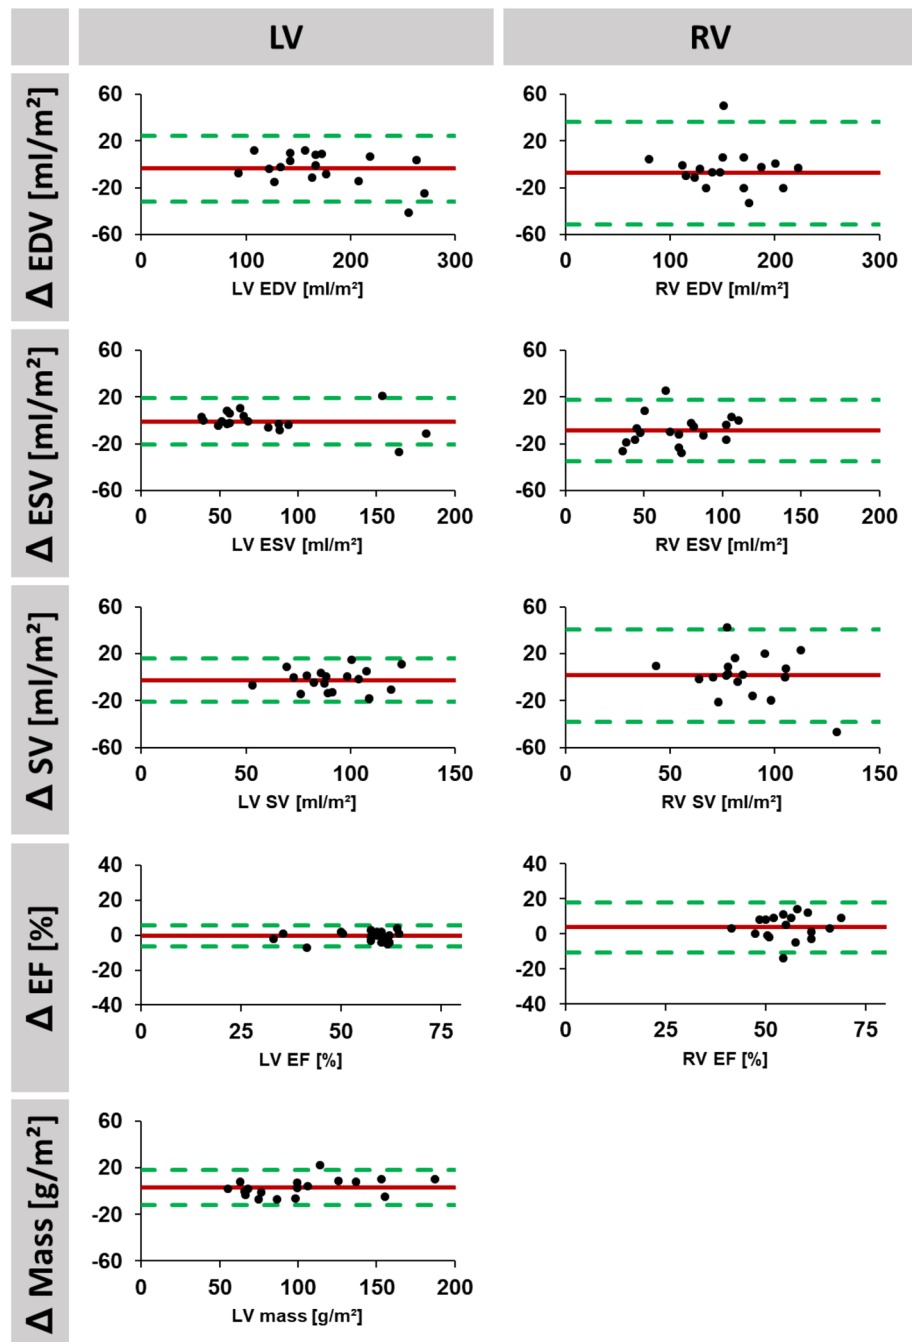 LV RV
Δ EDV [ml/m²]
60
20
-20
-60
0 100 200 300
LV EDV [ml/m²]
60
20
-20
-60
0 100 200 300
RV EDV [ml/m²]
Δ ESV [ml/m²]
60
20
-20
-60
0 50 100 150 200
LV ESV [ml/m²]
60
20
-20
-60
0 50 100 150 200
RV ESV [ml/m²]
Δ SV [ml/m²]
60
20
-20
-60
0 50 100 150
LV SV [ml/m²]
60
20
-20
-60
0 50 100 150
RV SV [ml/m²]
Δ EF [%]
40
20
0
-20
-40
0 25 50 75
LV EF [%]
40
20
0
-20
-40
0 25 50 75
RV EF [%]
Δ Mass [g/m²]
60
20
-20
-60
0 50 100 150 200
LV mass [g/m²]